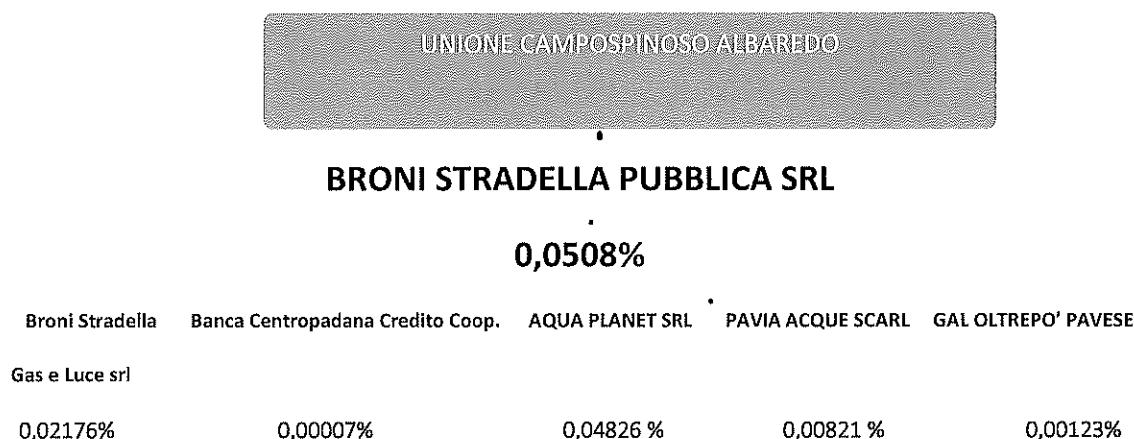 UNIONE CAMPOSPINOSO ALBAREDO
BRONI STRADELLA PUBBLICA SRL
0,0508%
Broni Stradella Banca Centropadana Credito Coop. AQUA PLANET SRL PAVIA ACQUE SCARL GAL OLTREPO' PAVESE
Gas e Luce srl
0,02176% 0,00007% 0,04826 % 0,00821 % 0,00123%